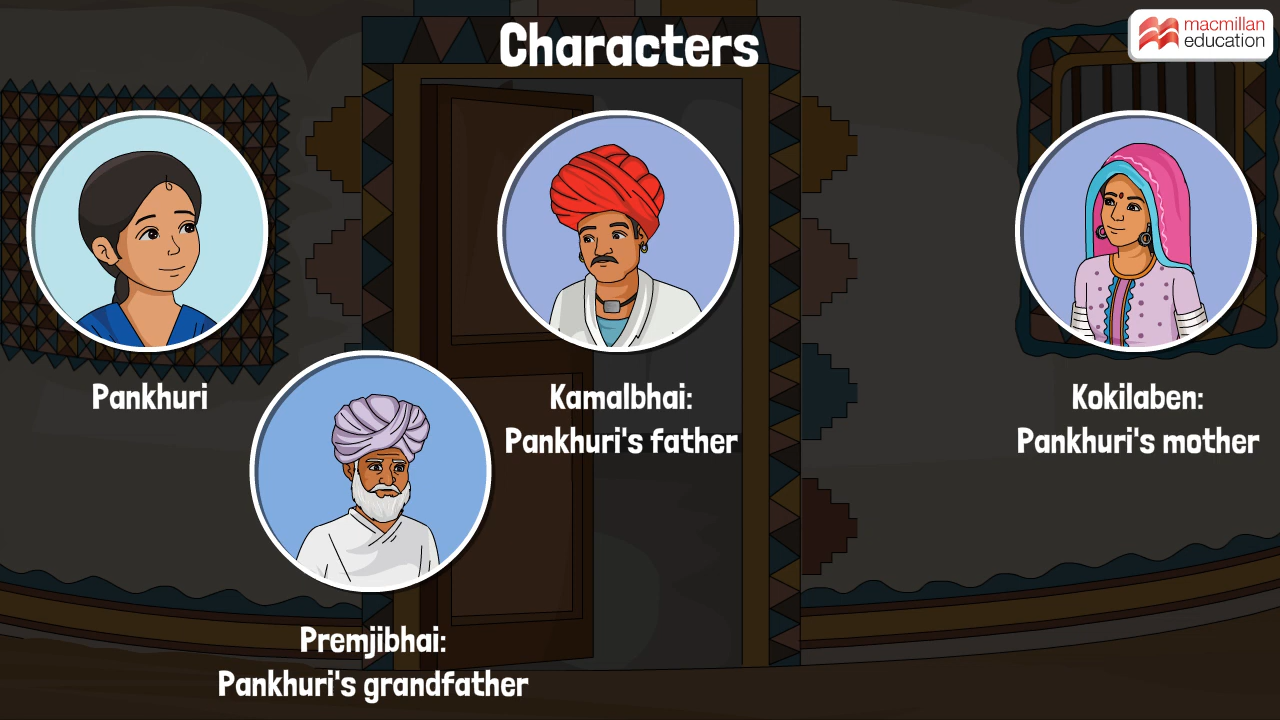 Characters
macmillan
education
Pankhuri
Kamalbhai:
Pankhuri's father
Kokilaben:
Pankhuri's mother
Premjibhai:
Pankhuri's grandfather